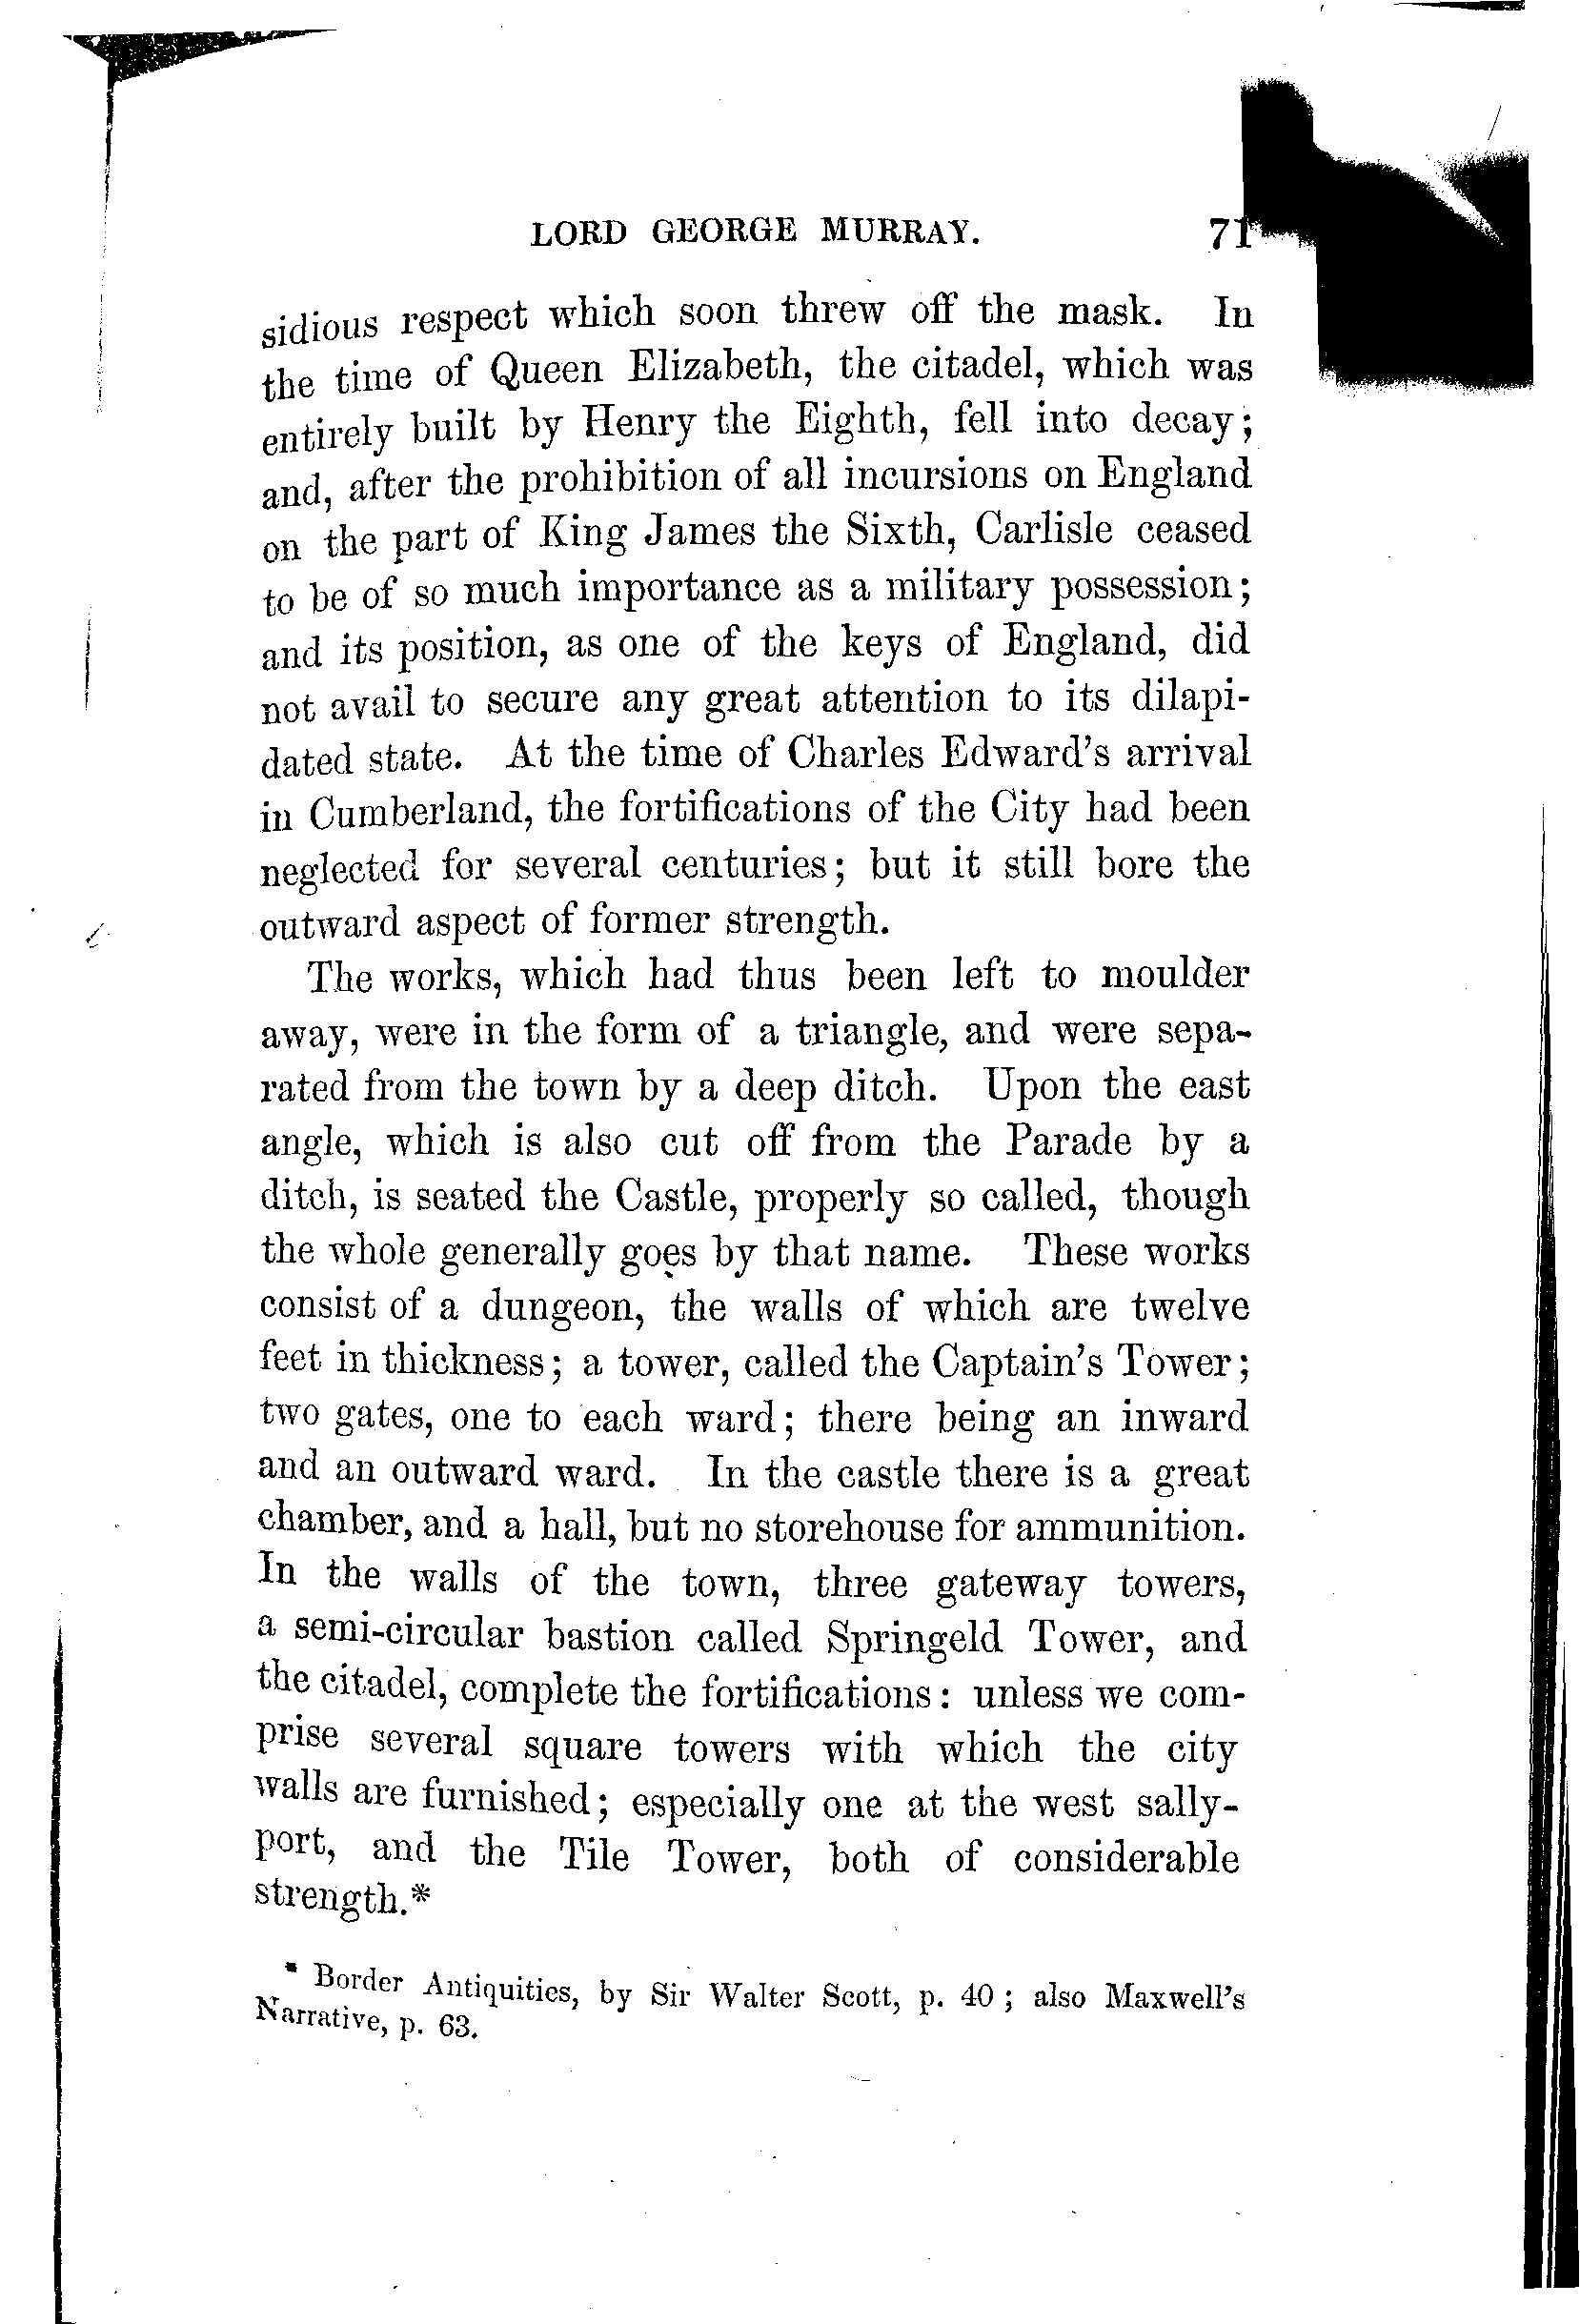 LORD GEORGE MURRAY. 71
sidious respect which soon threw off the mask. In
the time of Queen Elizabeth, the citadel, which was
entirely built by Henry the Eighth, fell into decay;
and, after the prohibition of all incursions on England
on the part of King James the Sixth, Carlisle ceased
to be of so much importance as a military possession;
and its position, as one of the keys of England, did
not avail to secure any great attention to its dilapi-
dated state. At the time of Charles Edward's arrival
in Cumberland, the fortifications of the City had been
neglected for several centuries; but it still bore the
outward aspect of former strength.
The works, which had thus been left to moulder
away, were in the form of a triangle, and were sepa-
rated from the town by a deep ditch. Upon the east
angle, which is also cut off from the Parade by a
ditch, is seated the Castle, properly so called, though
the whole generally goes by that name. These works
consist of a dungeon, the walls of which are twelve
feet in thickness; a tower, called the Captain's Tower;
two gates, one to each ward; there being an inward
and an outward ward. In the castle there is a great
chamber, and a hall, but no storehouse for ammunition.
In the walls of the town, three gateway towers,
a semi-circular bastion called Springeld Tower, and
the citadel, complete the fortifications: unless we com-
prise several square towers with which the city
walls are furnished; especially one at the west sally-
port, and the Tile Tower, both of considerable
strength.*
* Border Antiquities, by Sir Walter Scott, p. 40; also Maxwell's
Narrative, p. 63.